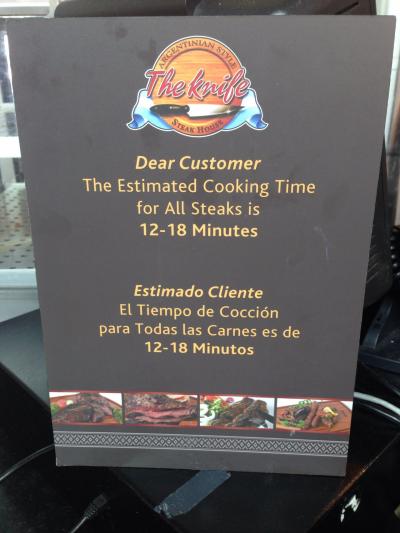 ARGENTINIAN STYLE
The knife
STEAK HOUSE
Dear Customer
The Estimated Cooking Time
for All Steaks is
12-18 Minutes
Estimado Cliente
El Tiempo de Cocción
para Todas las Carnes es de
12-18 Minutos